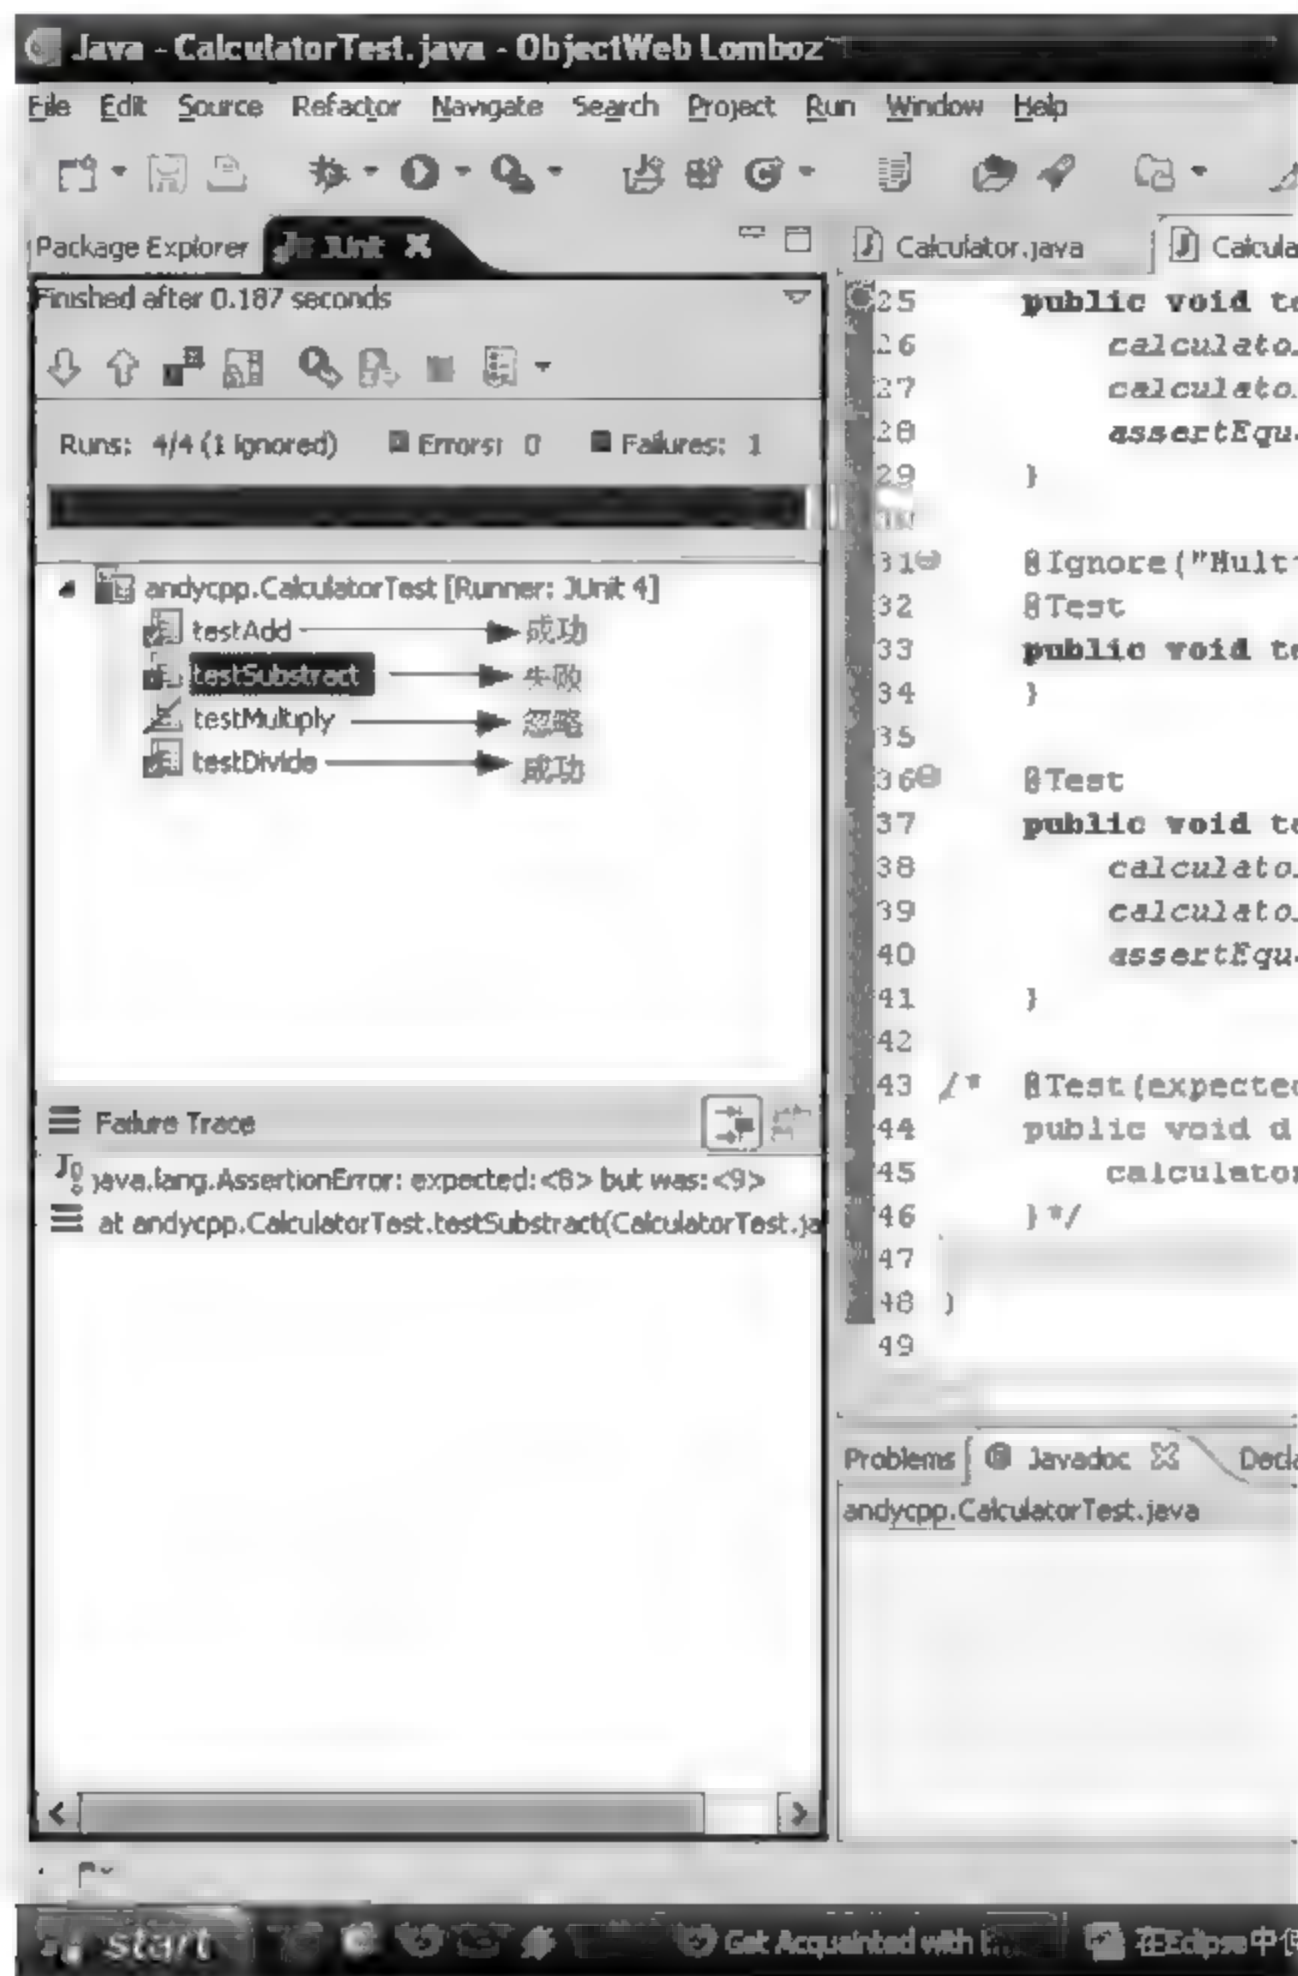 Java - CalculatorTest.java - ObjectWeb Lomboz
File Edit Source Refactor Navigate Search Project Run Window Help
Package Explorer JUnit
Finished after 0.187 seconds
Runs: 4/4 (1 ignored) Errors: 0 Failures: 1
andycpp.CalculatorTest [Runner: JUnit 4]
testAdd 成功
testSubstract 失败
testMultiply 忽略
testDivide 成功
Failure Trace
java.lang.AssertionError: expected:<8> but was:<9>
at andycpp.CalculatorTest.testSubstract(CalculatorTest.ja
Calculator.java Calcula
25 public void te
26 calculato
27 calculato
28 assertEqu
29 }
30
31 @Ignore("Mult
32 @Test
33 public void te
34 }
35
36 @Test
37 public void te
38 calculato
39 calculato
40 assertEqu
41 }
42
43 /* @Test(expected
44 public void d
45 calculator
46 }*/
47
48 }
49
Problems Javadoc Decla
andycpp.CalculatorTest.java
start Get Acquainted with 在Eclipse中使